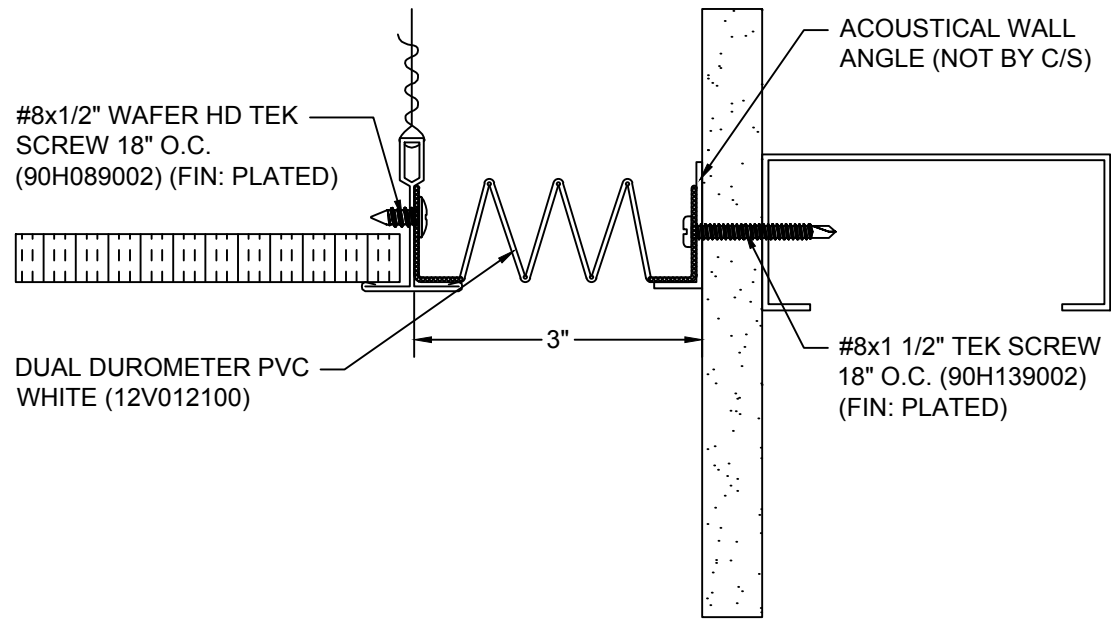 ACOUSTICAL WALL
ANGLE (NOT BY C/S)
#8x1/2" WAFER HD TEK
SCREW 18" O.C.
(90H089002) (FIN: PLATED)
3"
DUAL DUROMETER PVC
WHITE (12V012100)
#8x1 1/2" TEK SCREW
18" O.C. (90H139002)
(FIN: PLATED)